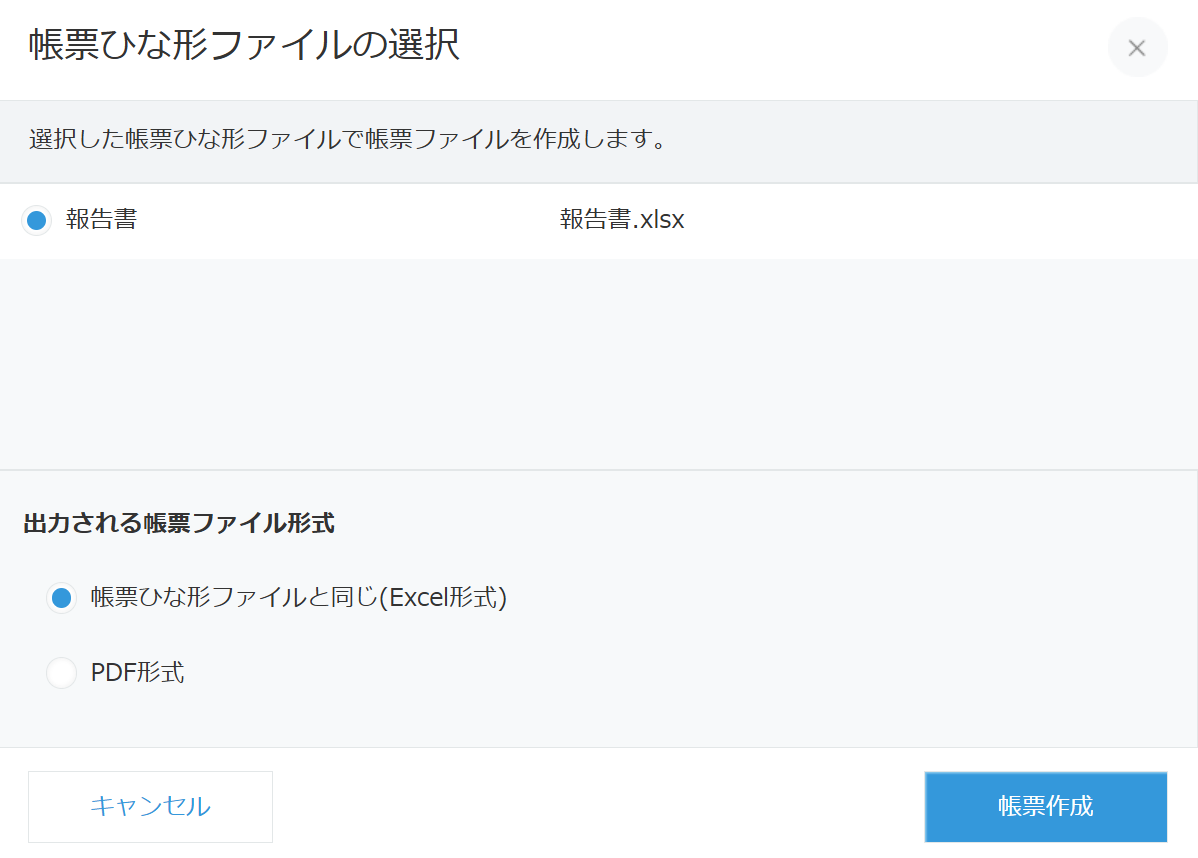 帳票ひな形ファイルの選択
選択した帳票ひな形ファイルで帳票ファイルを作成します。
報告書 報告書.xlsx
出力される帳票ファイル形式
帳票ひな形ファイルと同じ(Excel形式)
PDF形式
キャンセル 帳票作成